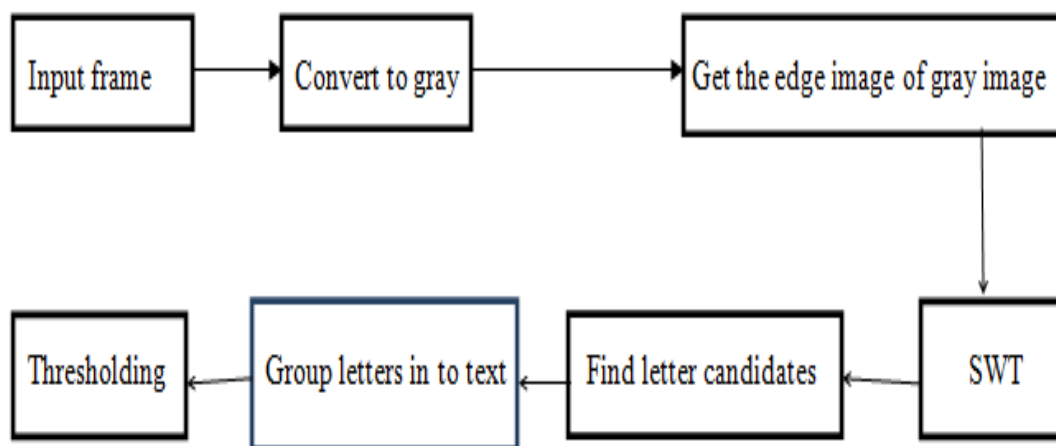 Input frame
Convert to gray
Get the edge image of gray image
SWT
Find letter candidates
Group letters in to text
Thresholding